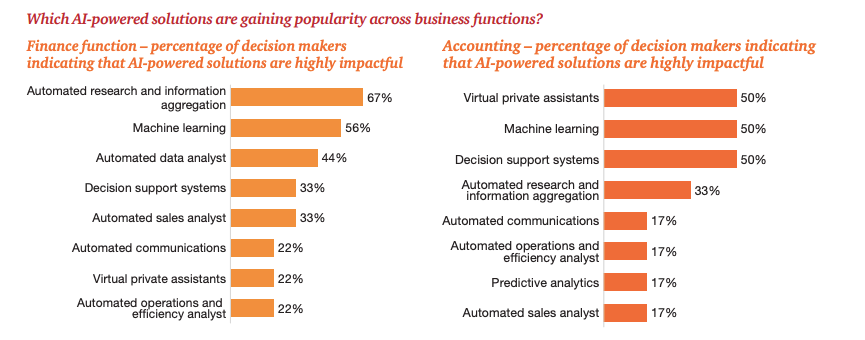 Which AI-powered solutions are gaining popularity across business functions?
Finance function – percentage of decision makers
indicating that AI-powered solutions are highly impactful
Automated research and information
aggregation
67%
Machine learning
56%
Automated data analyst
44%
Decision support systems
33%
Automated sales analyst
33%
Automated communications
22%
Virtual private assistants
22%
Automated operations and
efficiency analyst
22%
Accounting – percentage of decision makers indicating
that AI-powered solutions are highly impactful
Virtual private assistants
50%
Machine learning
50%
Decision support systems
50%
Automated research and
information aggregation
33%
Automated communications
17%
Automated operations and
efficiency analyst
17%
Predictive analytics
17%
Automated sales analyst
17%